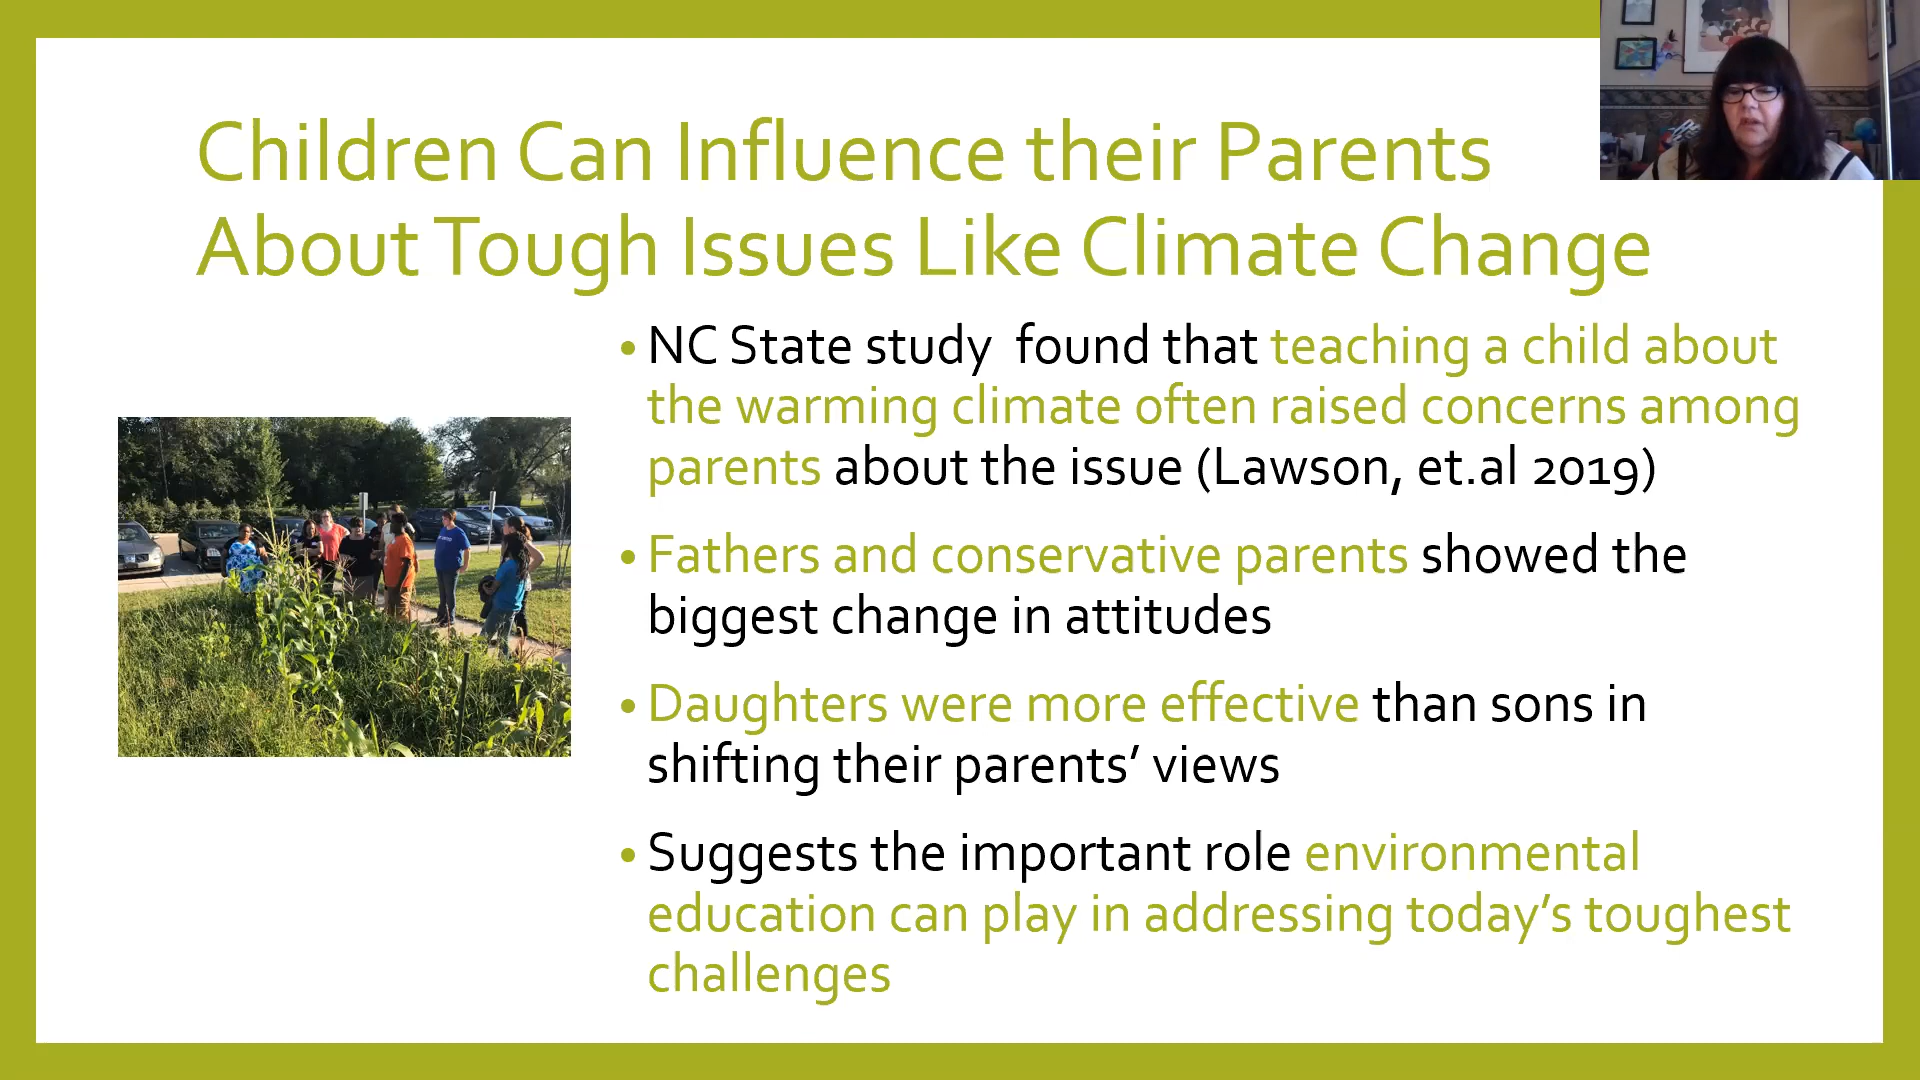 Children Can Influence their Parents
About Tough Issues Like Climate Change
• NC State study found that teaching a child about
the warming climate often raised concerns among
parents about the issue (Lawson, et.al 2019)
• Fathers and conservative parents showed the
biggest change in attitudes
• Daughters were more effective than sons in
shifting their parents’ views
• Suggests the important role environmental
education can play in addressing today’s toughest
challenges